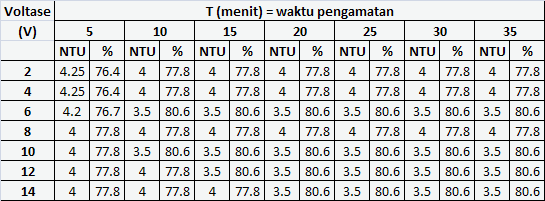 Voltase (V) T (menit) = waktu pengamatan
5 10 15 20 25 30 35
NTU % NTU % NTU % NTU % NTU % NTU % NTU %
2 4.25 76.4 4 77.8 4 77.8 4 77.8 4 77.8 4 77.8 4 77.8
4 4.25 76.4 4 77.8 4 77.8 4 77.8 4 77.8 4 77.8 4 77.8
6 4.2 76.7 3.5 80.6 3.5 80.6 3.5 80.6 3.5 80.6 3.5 80.6 3.5 80.6
8 4 77.8 4 77.8 4 77.8 4 77.8 4 77.8 4 77.8 4 77.8
10 4 77.8 3.5 80.6 3.5 80.6 3.5 80.6 3.5 80.6 3.5 80.6 3.5 80.6
12 4 77.8 4 77.8 3.5 80.6 3.5 80.6 3.5 80.6 3.5 80.6 3.5 80.6
14 4 77.8 4 77.8 4 77.8 3.5 80.6 3.5 80.6 3.5 80.6 3.5 80.6